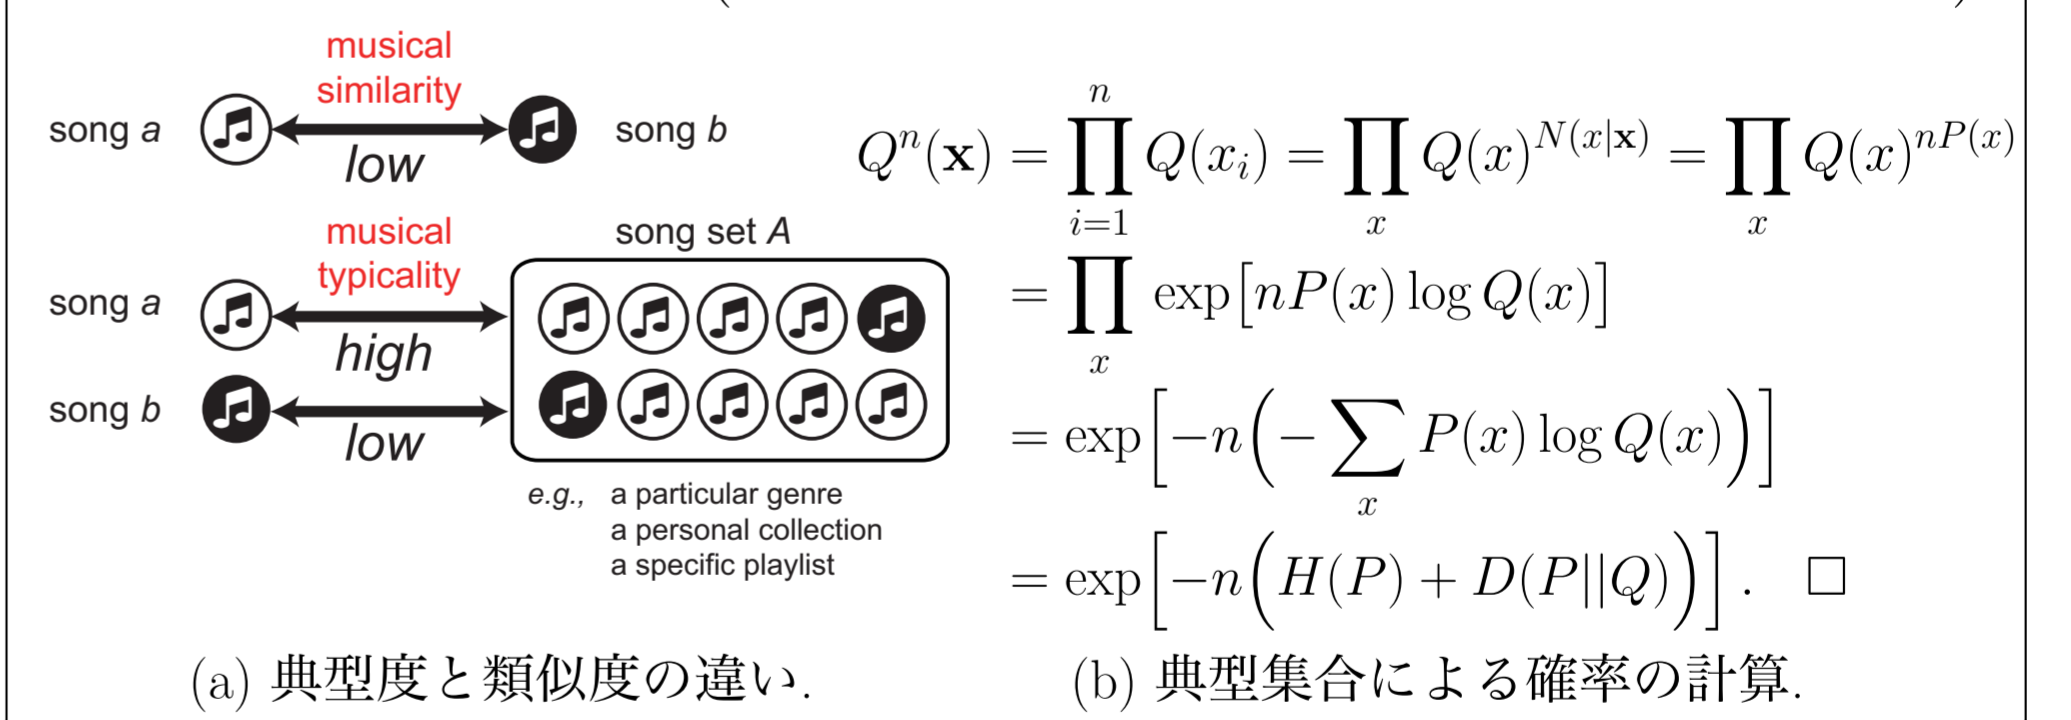 musical
similarity
song a
song b
low
musical
typicality
song set A
song a
high
song b
low
e.g., a particular genre
a personal collection
a specific playlist
(a) 典型度と類似度の違い.
Qⁿ(𝐱) = ∏_{i=1}^{n} Q(x_i) = ∏_x Q(x)^{N(x|𝐱)} = ∏_x Q(x)^{nP(x)}
= ∏_x exp[nP(x) log Q(x)]
= exp[−n(−∑_x P(x) log Q(x))]
= exp[−n(H(P) + D(P||Q))]. □
(b) 典型集合による確率の計算.